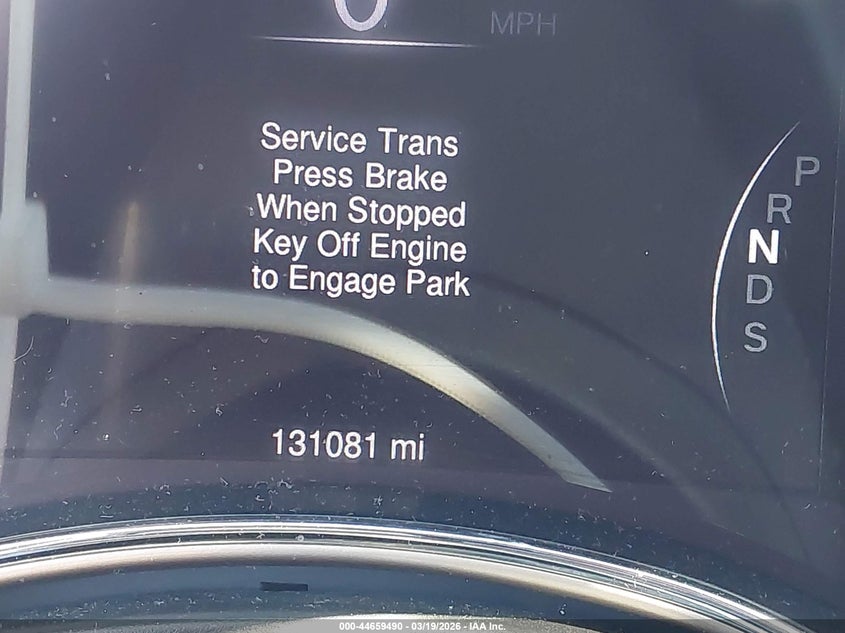 0 MPH
Service Trans
Press Brake
When Stopped
Key Off Engine
to Engage Park
P
R
N
D
S
131081 mi
000-44659490 - 03/19/2026 - IAA Inc.